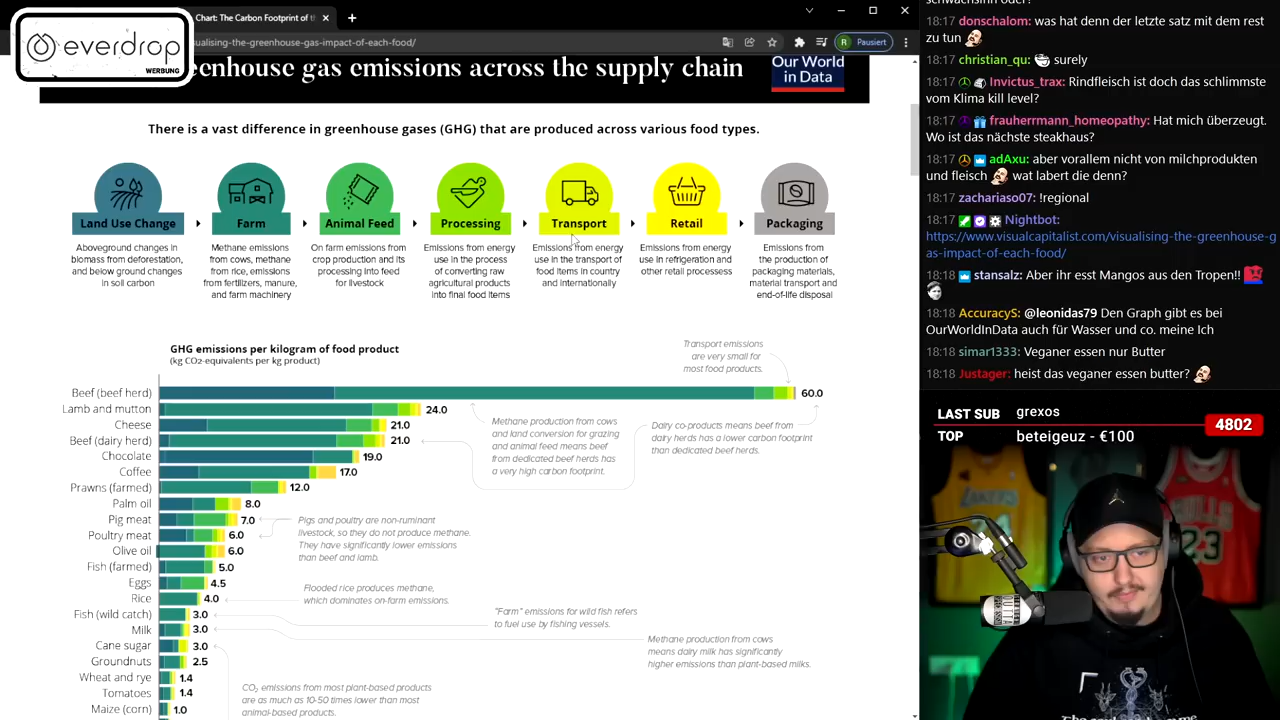 Chart: The Carbon Footprint of th
ualising-the-greenhouse-gas-impact-of-each-food/
Pausiert
everdrop
WERBUNG
enhouse gas emissions across the supply chain
Our World
in Data
There is a vast difference in greenhouse gases (GHG) that are produced across various food types.
Land Use Change
Farm
Animal Feed
Processing
Transport
Retail
Packaging
Aboveground changes in
biomass from deforestation,
and below ground changes
in soil carbon
Methane emissions
from cows, methane
from rice, emissions
from fertilizers, manure,
and farm machinery
On farm emissions from
crop production and its
processing into feed
for livestock
Emissions from energy
use in the process
of converting raw
agricultural products
into final food items
Emissions from energy
use in the transport of
food items in country
and internationally
Emissions from energy
use in refrigeration and
other retail processess
Emissions from
the production of
packaging materials,
material transport and
end-of-life disposal
GHG emissions per kilogram of food product
(kg CO2-equivalents per kg product)
Transport emissions
are very small for
most food products.
Beef (beef herd) 60.0
Lamb and mutton 24.0
Cheese 21.0
Beef (dairy herd) 21.0
Chocolate 19.0
Coffee 17.0
Prawns (farmed) 12.0
Palm oil 8.0
Pig meat 7.0
Poultry meat 6.0
Olive oil 6.0
Fish (farmed) 5.0
Eggs 4.5
Rice 4.0
Fish (wild catch) 3.0
Milk 3.0
Cane sugar 3.0
Groundnuts 2.5
Wheat and rye 1.4
Tomatoes 1.4
Maize (corn) 1.0
Methane production from cows
and land conversion for grazing
and animal feed means beef
from dedicated beef herds has
a very high carbon footprint.
Dairy co-products means beef from
dairy herds has a lower carbon footprint
than dedicated beef herds.
Pigs and poultry are non-ruminant
livestock, so they do not produce methane.
They have significantly lower emissions
than beef and lamb.
Flooded rice produces methane,
which dominates on-farm emissions.
"Farm" emissions for wild fish refers
to fuel use by fishing vessels.
Methane production from cows
means dairy milk has significantly
higher emissions than plant-based milks.
CO₂ emissions from most plant-based products
are as much as 10-50 times lower than most
animal-based products.
schwachsinn oder?
18:17 donschalom: was hat denn der letzte satz mit dem rest
zu tun
18:17 christian_qu: surely
18:17 Invictus_trax: Rindfleisch ist doch das schlimmste
vom Klima kill level?
18:17 frauherrmann_homeopathy: Hat mich überzeugt.
Wo ist das nächste steakhaus?
18:17 adAxu: aber vorallem nicht von milchprodukten
und fleisch was labert die denn?
18:17 zachariaso07: !regional
18:17 Nightbot:
https://www.visualcapitalist.com/visualising-the-greenhouse-g
as-impact-of-each-food/
18:18 stansalz: Aber ihr esst Mangos aus den Tropen!!
18:18 AccuracyS: @leonidas79 Den Graph gibt es bei
OurWorldInData auch für Wasser und co. meine Ich
18:18 simar1333: Veganer essen nur Butter
18:18 Justager: heist das veganer essen butter?
LAST SUB grexos
TOP beteigeuz - €100
4802
LAKERS
23